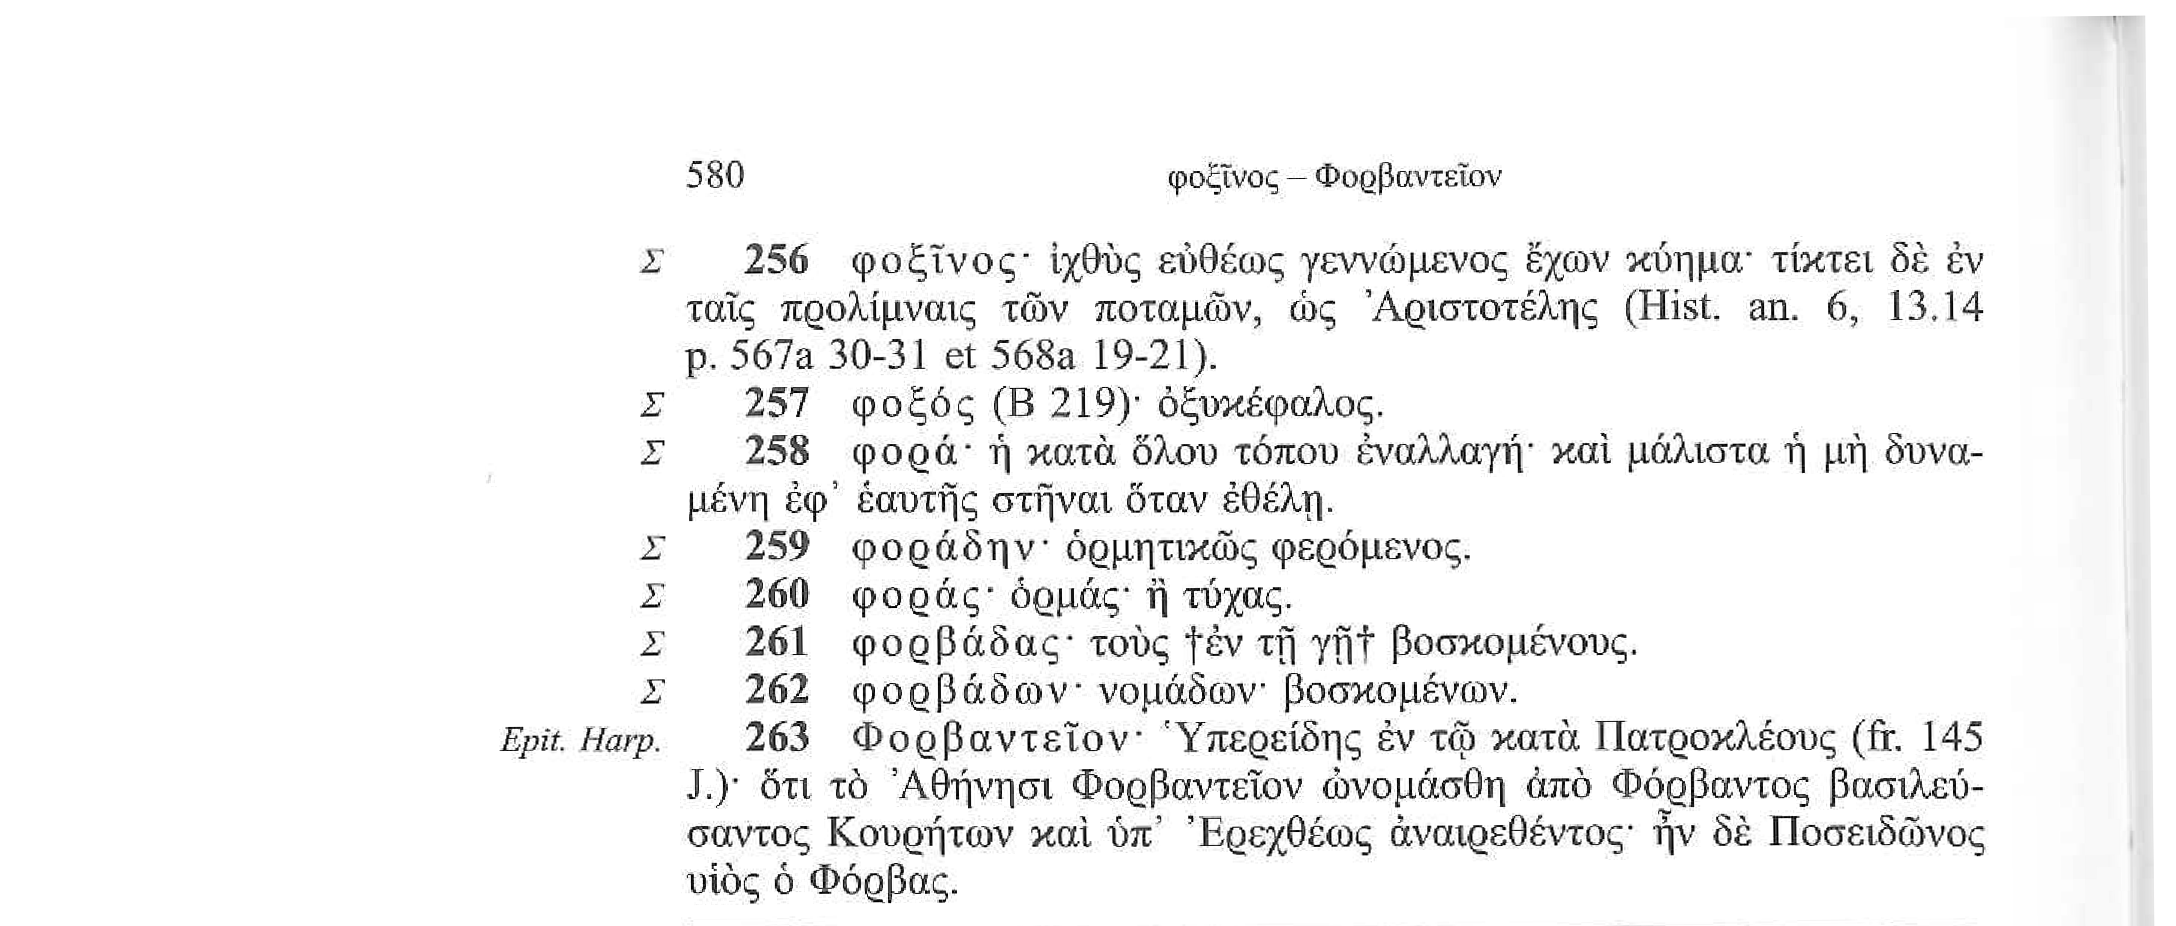 580 φοξῖνος – Φορβαντεῖον
Σ 256 φοξῖνος· ἰχθὺς εὐθέως γεννώμενος ἔχων κύημα· τίκτει δὲ ἐν
ταῖς προλίμναις τῶν ποταμῶν, ὡς Ἀριστοτέλης (Hist. an. 6, 13.14
p. 567a 30-31 et 568a 19-21).
Σ 257 φοξός (Β 219)· ὀξυκέφαλος.
Σ 258 φορά· ἡ κατὰ ὅλου τόπου ἐναλλαγή· καὶ μάλιστα ἡ μὴ δυνα-
μένη ἐφ’ ἑαυτῆς στῆναι ὅταν ἐθέλῃ.
Σ 259 φοράδην· ὁρμητικῶς φερόμενος.
Σ 260 φοράς· ὁρμάς· ἢ τύχας.
Σ 261 φορβάδας· τοὺς †ἐν τῇ γῇ† βοσκομένους.
Σ 262 φορβάδων· νομάδων· βοσκομένων.
Epit. Harp. 263 Φορβαντεῖον· Ὑπερείδης ἐν τῷ κατὰ Πατροκλέους (fr. 145
J.)· ὅτι τὸ Ἀθήνησι Φορβαντεῖον ὠνομάσθη ἀπὸ Φόρβαντος βασιλεύ-
σαντος Κουρήτων καὶ ὑπ’ Ἐρεχθέως ἀναιρεθέντος· ἦν δὲ Ποσειδῶνος
υἱὸς ὁ Φόρβας.